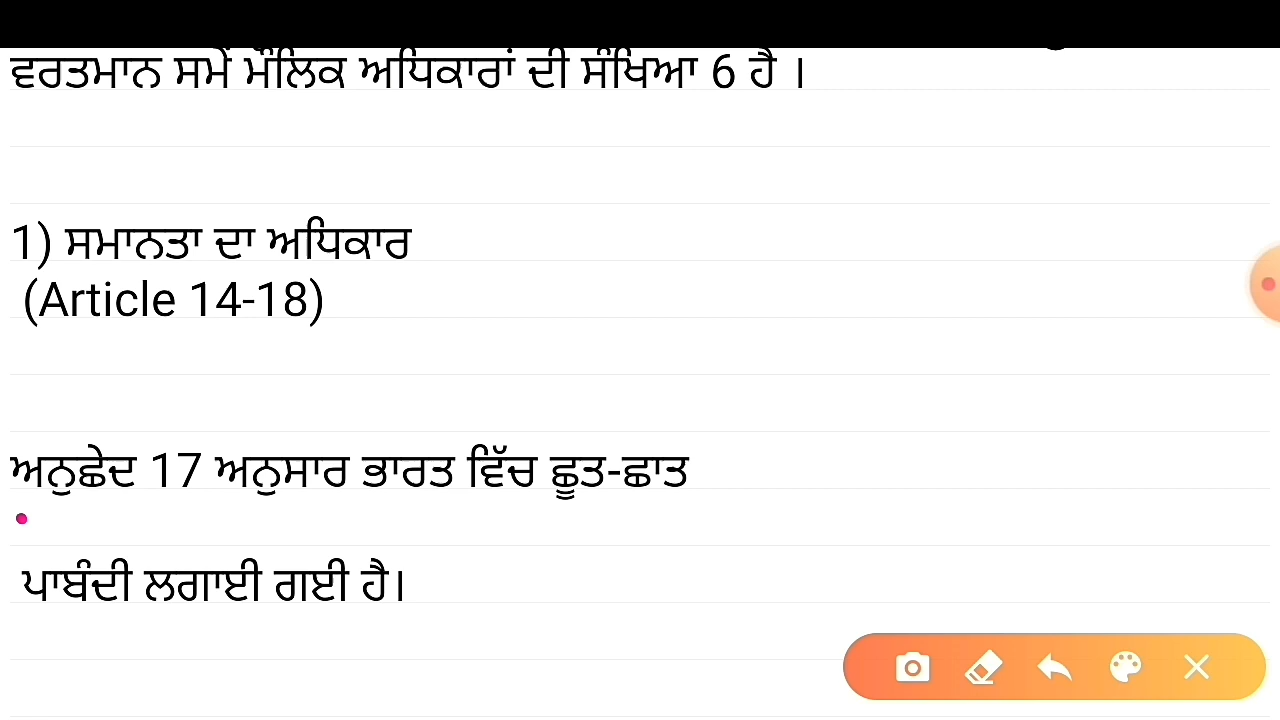 ਵਰਤਮਾਨ ਸਮੇਂ ਮੌਲਿਕ ਅਧਿਕਾਰਾਂ ਦੀ ਸੰਖਿਆ 6 ਹੈ ।
1) ਸਮਾਨਤਾ ਦਾ ਅਧਿਕਾਰ
(Article 14-18)
ਅਨੁਛੇਦ 17 ਅਨੁਸਾਰ ਭਾਰਤ ਵਿੱਚ ਛੂਤ-ਛਾਤ
ਪਾਬੰਦੀ ਲਗਾਈ ਗਈ ਹੈ।